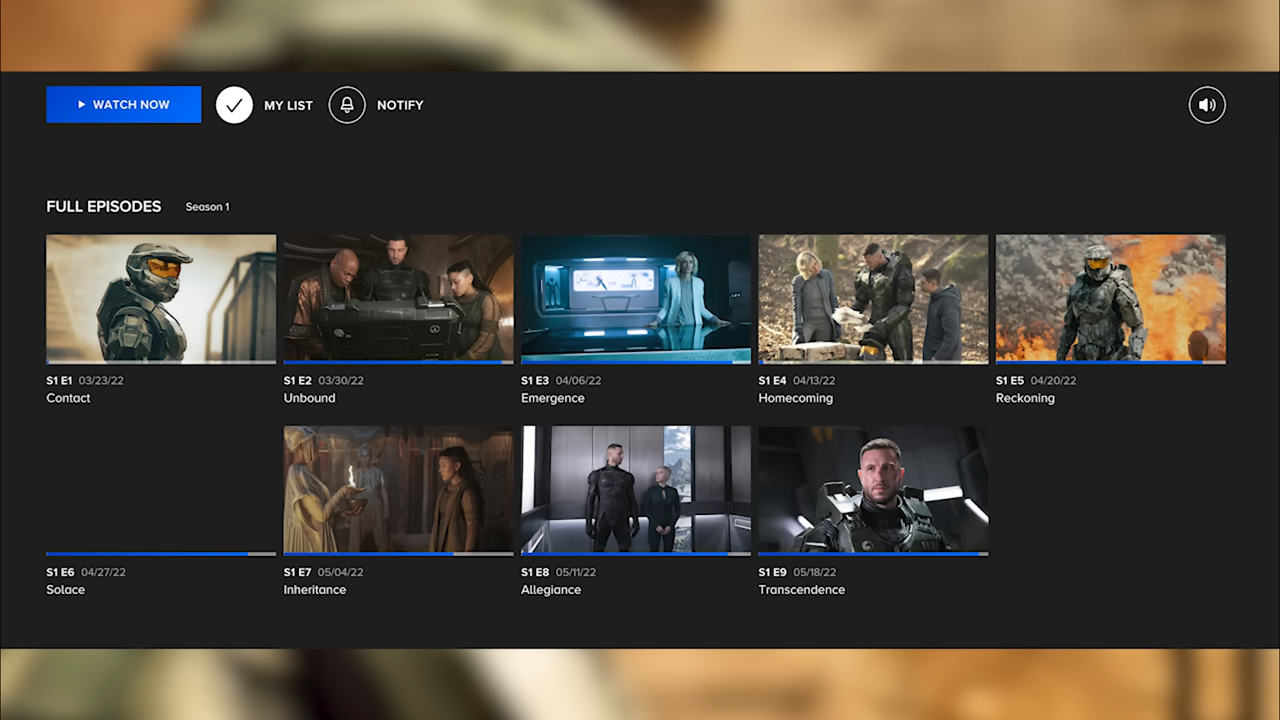 WATCH NOW
MY LIST
NOTIFY
FULL EPISODES Season 1
S1 E1 03/23/22
Contact
S1 E2 03/30/22
Unbound
S1 E3 04/06/22
Emergence
S1 E4 04/13/22
Homecoming
S1 E5 04/20/22
Reckoning
S1 E6 04/27/22
Solace
S1 E7 05/04/22
Inheritance
S1 E8 05/11/22
Allegiance
S1 E9 05/18/22
Transcendence